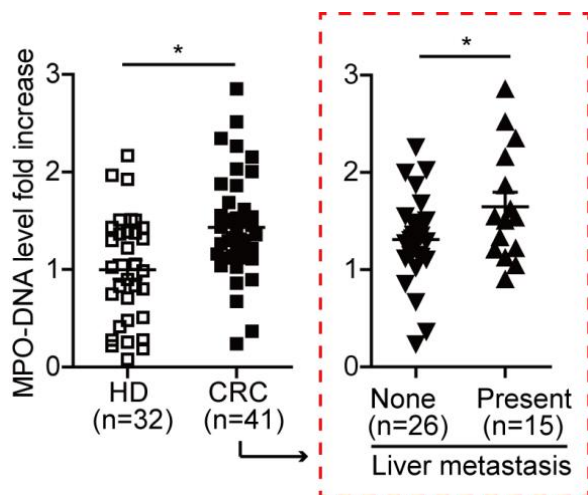 MPO-DNA level fold increase
3
2
1
0
*
HD
(n=32)
CRC
(n=41)
3
2
1
0
*
None
(n=26)
Present
(n=15)
Liver metastasis